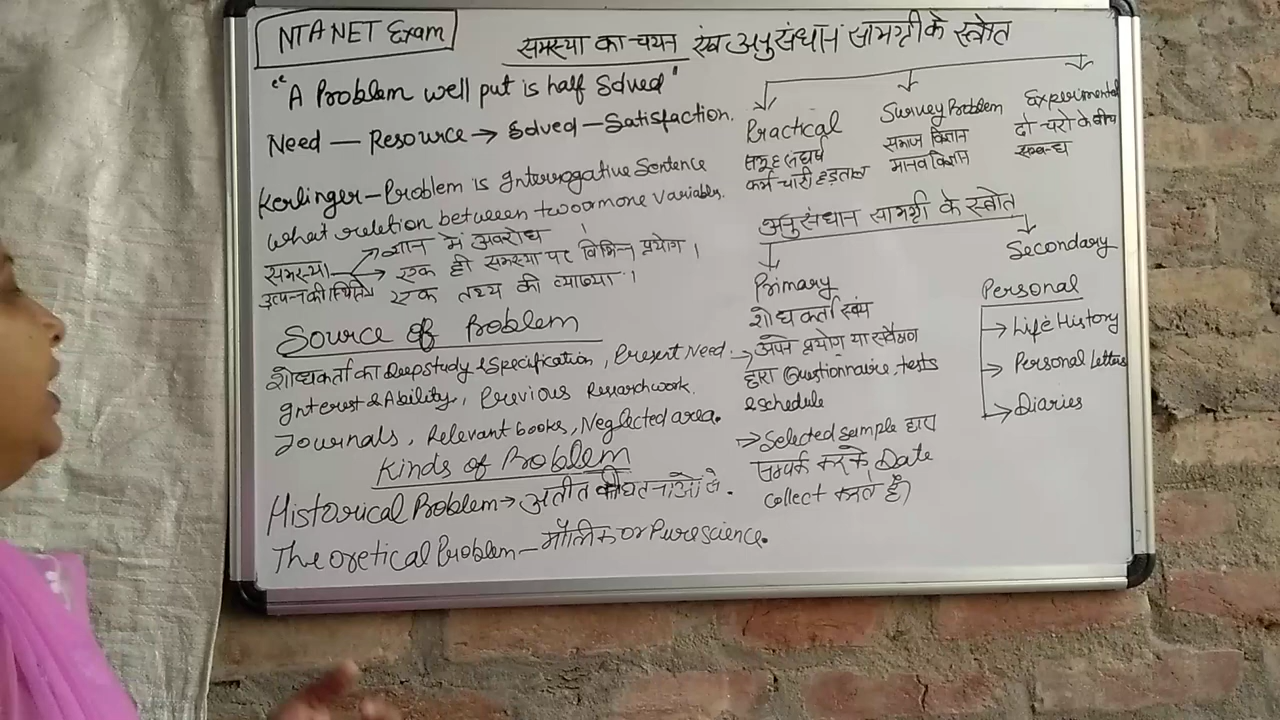 NTA NET Exam
समस्या का चयन एवं अनुसंधान सामग्री के स्त्रोत
"A Problem well put is half Solved"
Need — Resource → Solved — Satisfaction.
Kerlinger — Problem is Interrogative Sentence
What relation between two or more Variables.
समस्या → ज्ञान में अवरोध ।
→ एक ही समस्या पर विभिन्न प्रयोग ।
उत्पन्न की स्थिति → एक तथ्य की व्याख्या ।
Source of Problem
शोधकर्ता का Deep study & Specification, Present Need.
Interest & Ability, Previous Research work.
Journals, Relevant books, Neglected area.
Kinds of Problem
Historical Problem → अतीत की घटनाओं से .
Theoretical Problem — मौलिक or Pure science.
Practical
समूह संघर्ष
कर्मचारी हड़ताल
Survey Problem
समाज विज्ञान
मानव विज्ञान
Experimental
दो चरो के बीच
सम्बन्ध
अनुसंधान सामग्री के स्त्रोत
Primary
शोधकर्ता स्वंय
→ अपने प्रयोग या सर्वेक्षण
द्वारा Questionnaire, tests
& schedule
→ Selected sample द्वारा
सम्पर्क करके Date
collect करते हैं)
Secondary
Personal
→ Life History
→ Personal Letters
→ Diaries